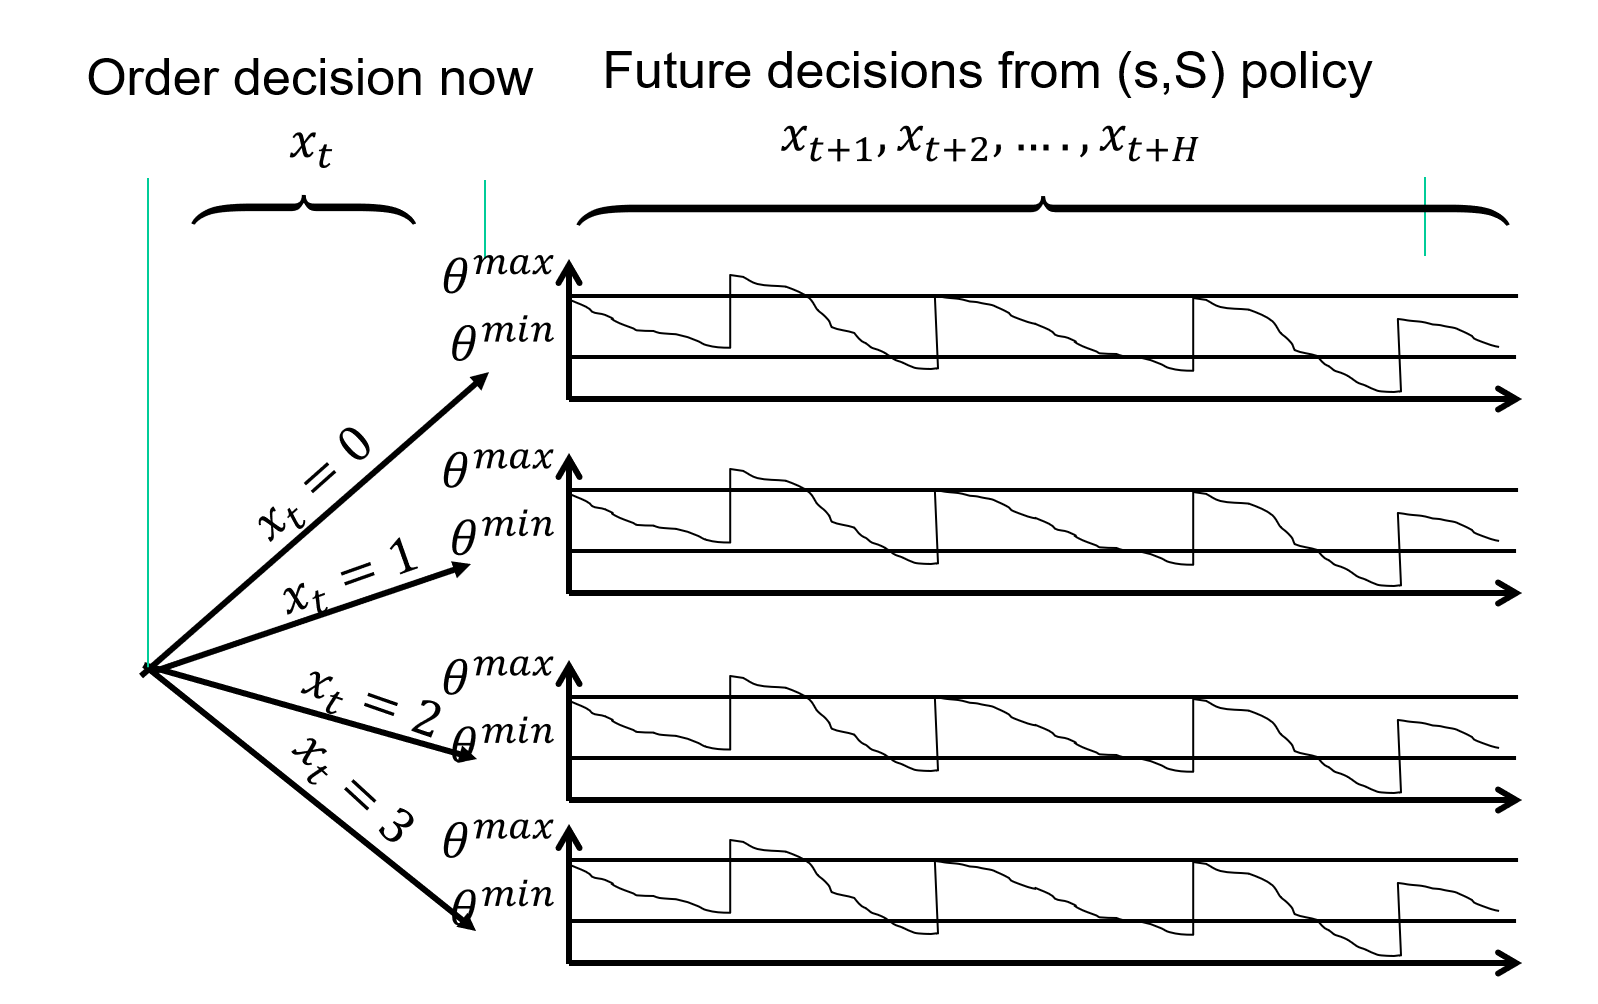 Order decision now
Future decisions from (s,S) policy
x_t
x_{t+1}, x_{t+2}, …., x_{t+H}
θ^{max}
θ^{min}
x_t = 0
θ^{max}
θ^{min}
x_t = 1
θ^{max}
x_t = 2
θ^{min}
x_t = 3
θ^{max}
θ^{min}